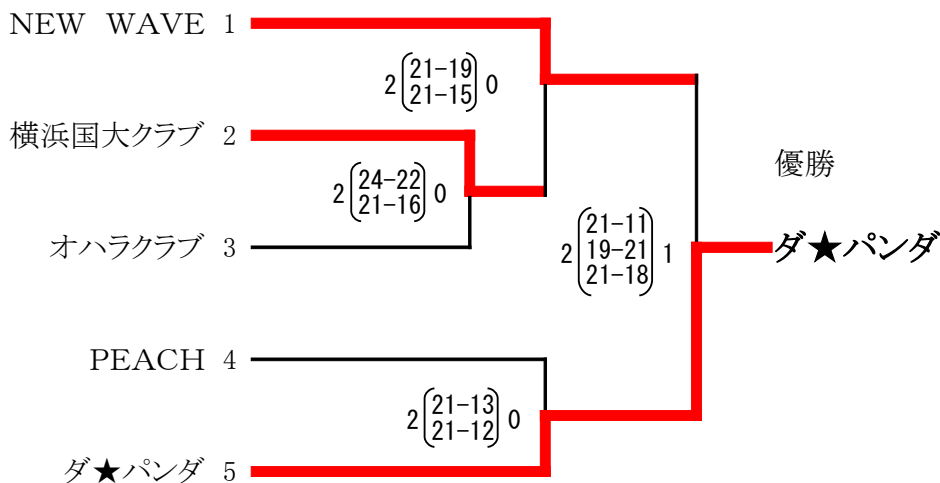 NEW WAVE 1
2 21-19 0
21-15
横浜国大クラブ 2
優勝
2 24-22 0
21-16
オハラクラブ 3
2 21-11 1
19-21
21-18
ダ★パンダ
PEACH 4
2 21-13 0
21-12
ダ★パンダ 5